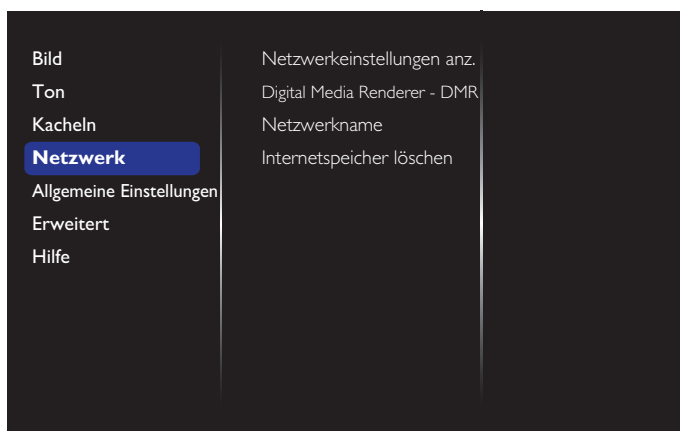 Bild
Ton
Kacheln
Netzwerk
Allgemeine Einstellungen
Erweitert
Hilfe
Netzwerkeinstellungen anz.
Digital Media Renderer - DMR
Netzwerkname
Internetspeicher löschen